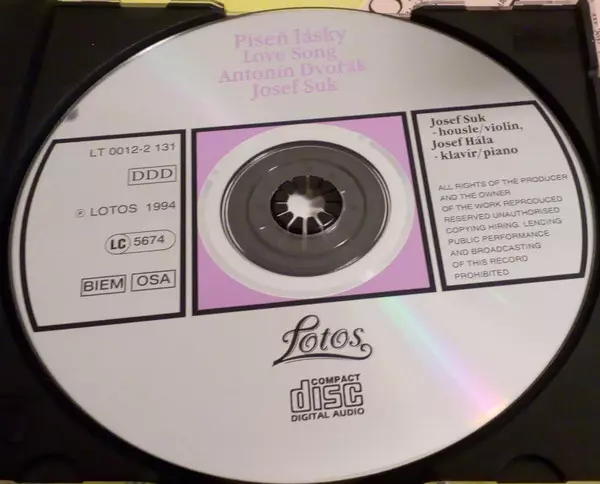 Píseň lásky
Love Song
Antonín Dvořák
Josef Suk
LT 0012-2 131
DDD
℗ LOTOS 1994
LC 5674
BIEM OSA
Josef Suk
- housle/violin,
Josef Hála
- klavír/piano
ALL RIGHTS OF THE PRODUCER
AND THE OWNER
OF THE WORK REPRODUCED
RESERVED UNAUTHORISED
COPYING HIRING, LENDING
PUBLIC PERFORMANCE
AND BROADCASTING
OF THIS RECORD
PROHIBITED
Lotos
COMPACT
disc
DIGITAL AUDIO